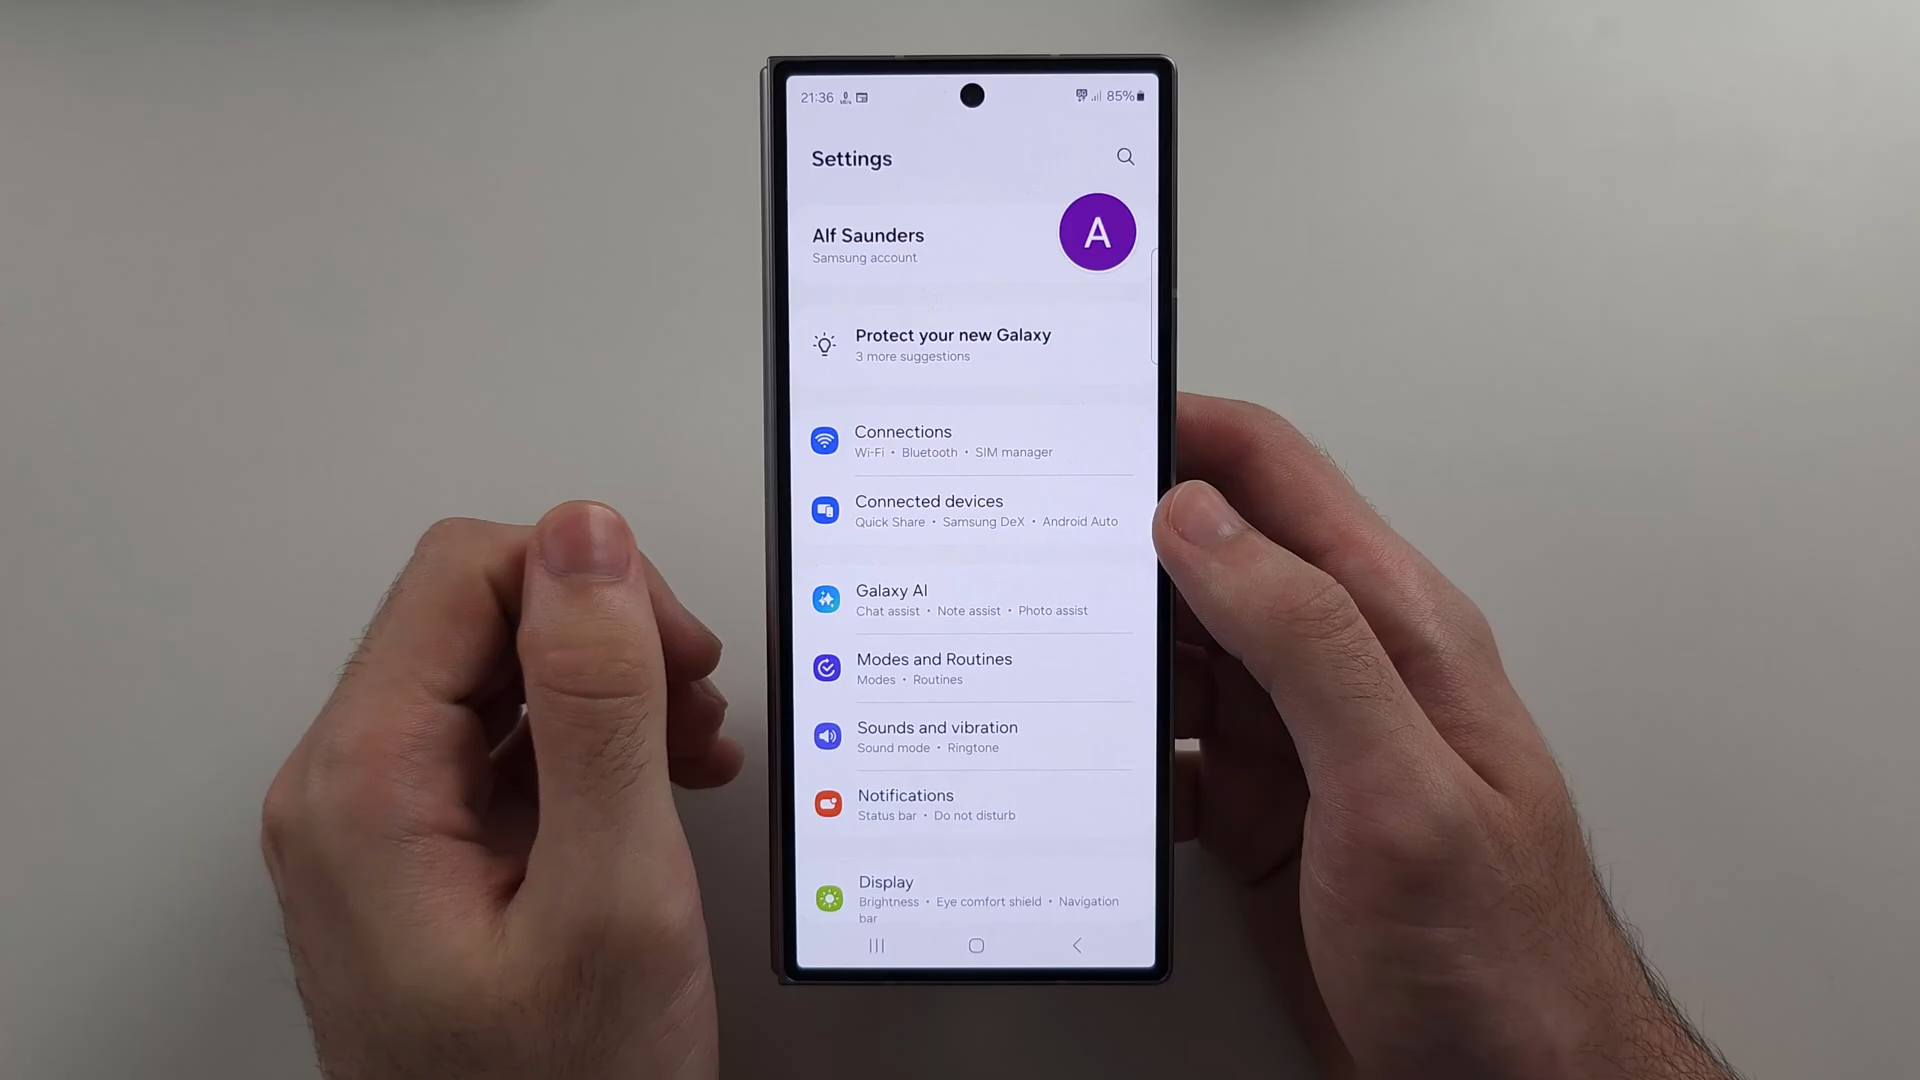 21:36
85%
Settings
Alf Saunders
Samsung account
A
Protect your new Galaxy
3 more suggestions
Connections
Wi-Fi • Bluetooth • SIM manager
Connected devices
Quick Share • Samsung DeX • Android Auto
Galaxy AI
Chat assist • Note assist • Photo assist
Modes and Routines
Modes • Routines
Sounds and vibration
Sound mode • Ringtone
Notifications
Status bar • Do not disturb
Display
Brightness • Eye comfort shield • Navigation
bar